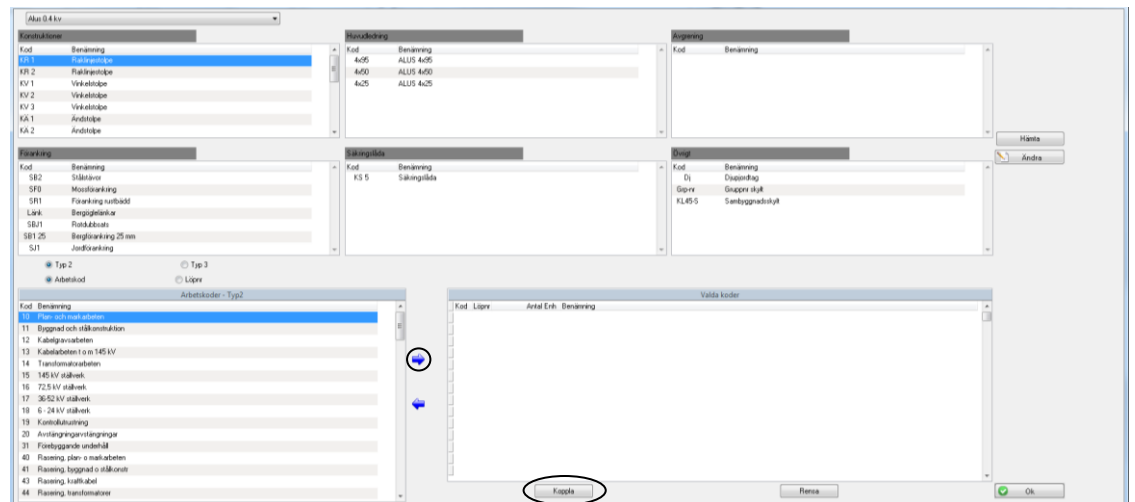 Alus 0.4 kv
Konstruktioner
Kod Benämning
KR 1 Raklinjestolpe
KR 2 Raklinjestolpe
KV 1 Vinkelstolpe
KV 2 Vinkelstolpe
KV 3 Vinkelstolpe
KÄ 1 Ändstolpe
KÄ 2 Ändstolpe
Huvudledning
Kod Benämning
4x95 ALUS 4x95
4x50 ALUS 4x50
4x25 ALUS 4x25
Avgrening
Kod Benämning
Hämta
Ändra
Förankring
Kod Benämning
SB2 Stålstävor
SF0 Mossförankring
SR1 Förankring rustbädd
Länk Bergöglelänkar
SBJ1 Rotdubbsats
SB1 25 Bergförankring 25 mm
SJ1 Jordförankring
Säkringslåda
Kod Benämning
KS 5 Säkringslåda
Övrigt
Kod Benämning
Dj Djupjordtag
Grp-nr Gruppnr skylt
KL45-S Sambyggnadsskylt
Typ 2 Typ 3
Arbetskod Löpnr
Arbetskoder - Typ2
Kod Benämning
10 Plan- och markarbeten
11 Byggnad och stålkonstruktion
12 Kabelgravsarbeten
13 Kabelarbeten t o m 145 kV
14 Transformatorarbeten
15 145 kV ställverk
16 72,5 kV ställverk
17 36-52 kV ställverk
18 6 - 24 kV ställverk
19 Kontrollutrustning
20 Avstängningaravstängningar
31 Förebyggande underhåll
40 Rasering, plan- o markarbeten
41 Rasering, byggnad o stålkonstr
43 Rasering, kraftkabel
44 Rasering, transformatorer
Valda koder
Kod Löpnr Antal Enh Benämning
Koppla
Rensa
Ok